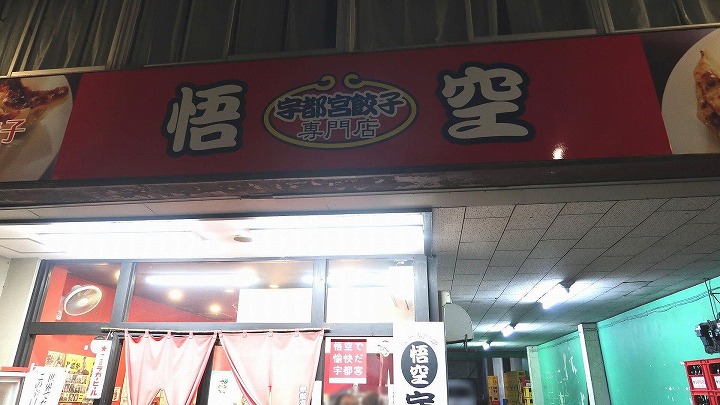 悟空
宇都宮餃子
専門店
子
悟空で
愉快だ
宇都宮
悟空